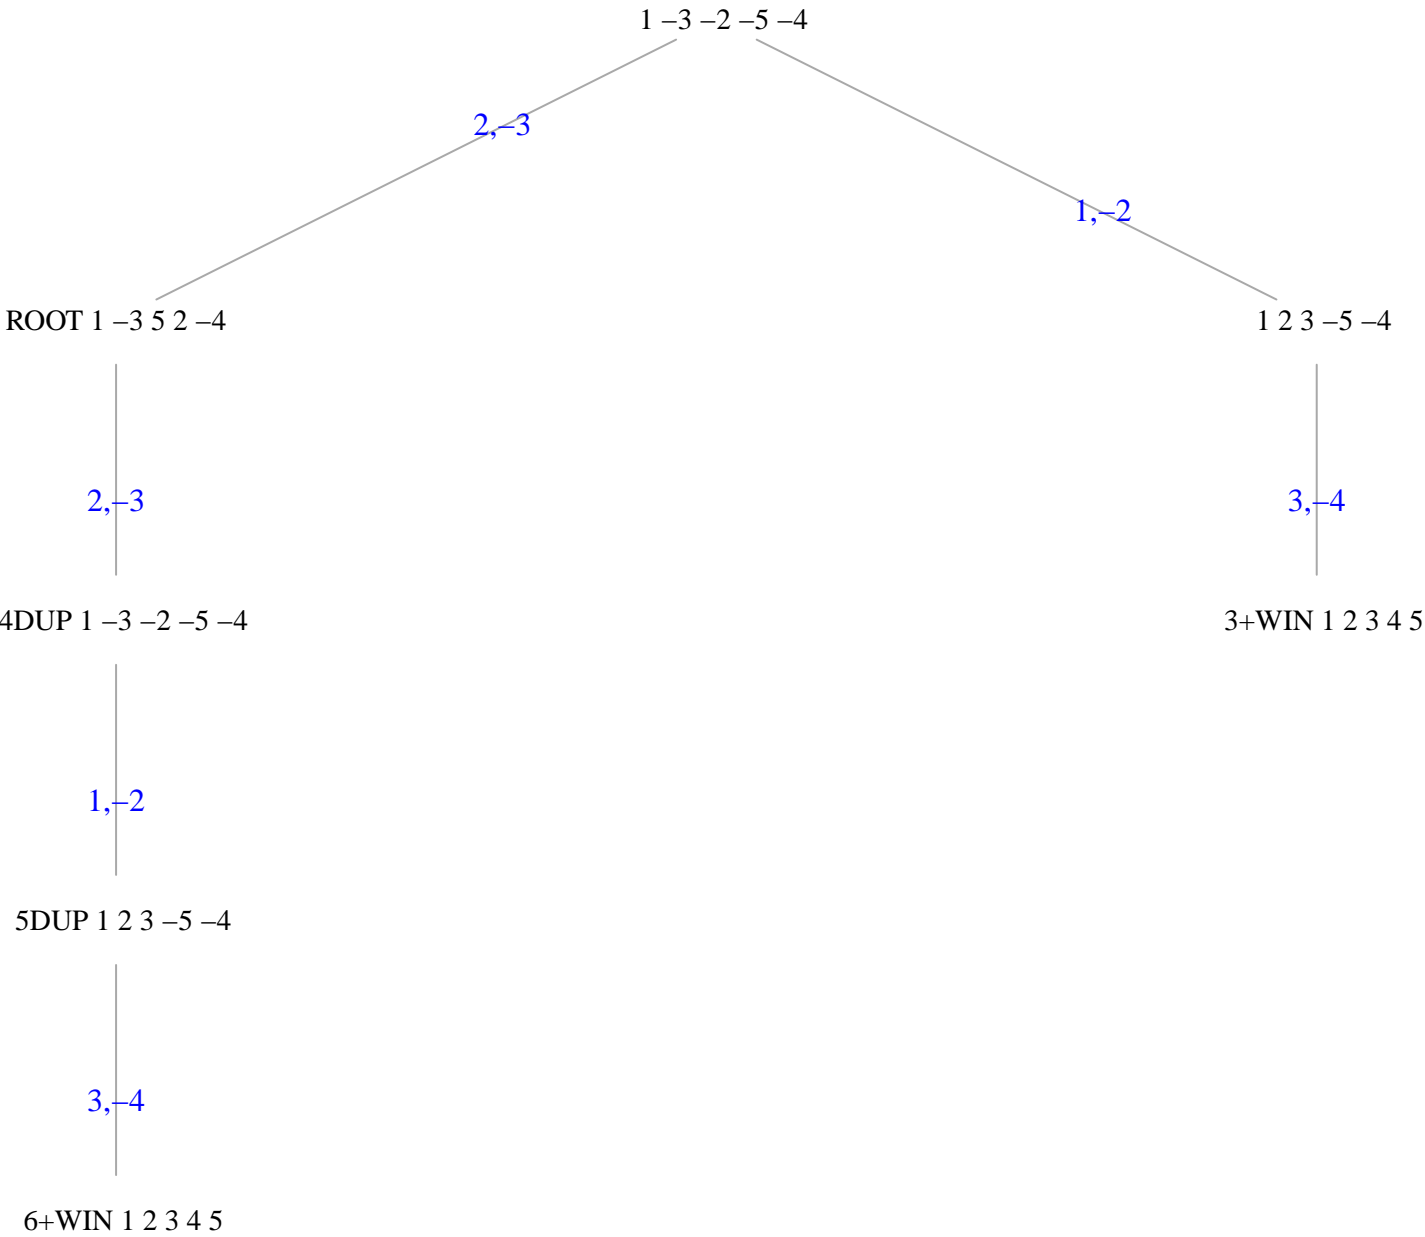 1 –3 –2 –5 –4
2,–3
1,–2
ROOT 1 –3 5 2 –4
1 2 3 –5 –4
2,–3
3,–4
4DUP 1 –3 –2 –5 –4
3+WIN 1 2 3 4 5
1,–2
5DUP 1 2 3 –5 –4
3,–4
6+WIN 1 2 3 4 5